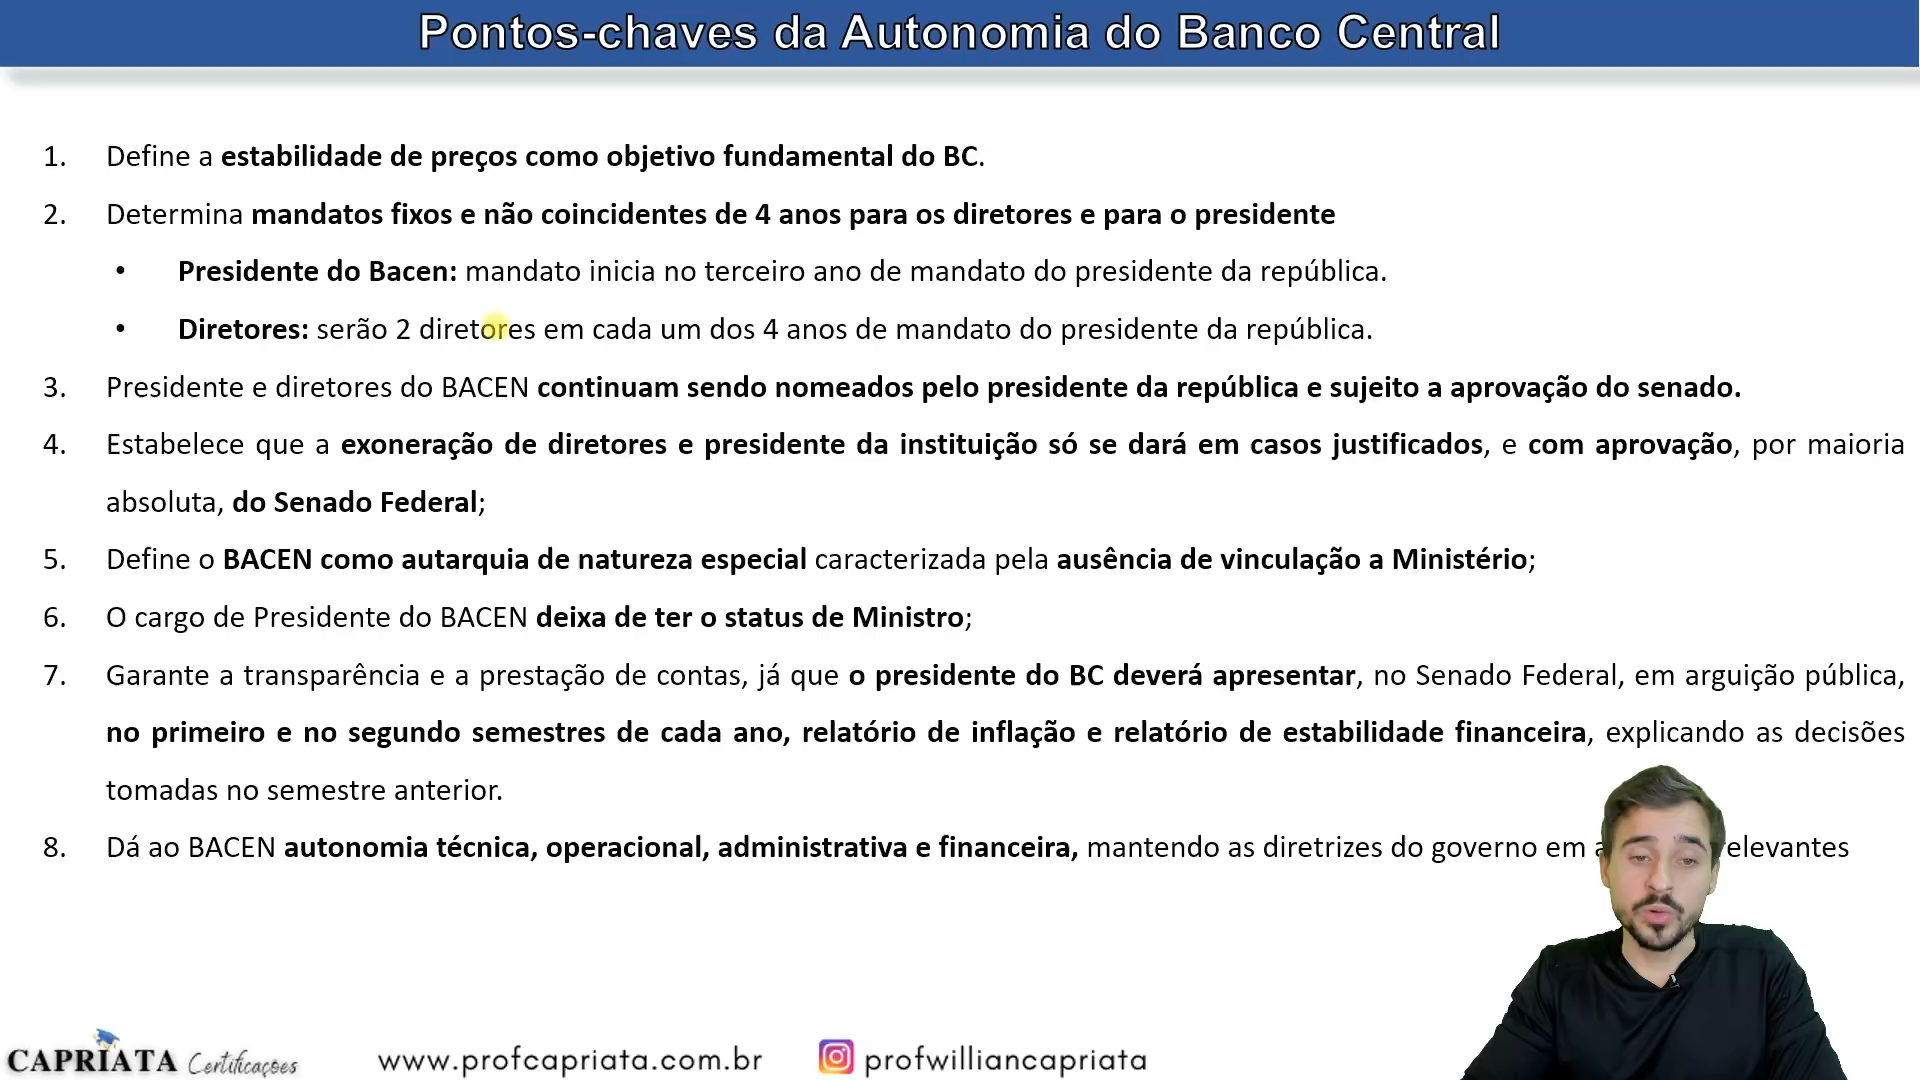 Pontos-chaves da Autonomia do Banco Central
1. Define a estabilidade de preços como objetivo fundamental do BC.
2. Determina mandatos fixos e não coincidentes de 4 anos para os diretores e para o presidente
• Presidente do Bacen: mandato inicia no terceiro ano de mandato do presidente da república.
• Diretores: serão 2 diretores em cada um dos 4 anos de mandato do presidente da república.
3. Presidente e diretores do BACEN continuam sendo nomeados pelo presidente da república e sujeito a aprovação do senado.
4. Estabelece que a exoneração de diretores e presidente da instituição só se dará em casos justificados, e com aprovação, por maioria
absoluta, do Senado Federal;
5. Define o BACEN como autarquia de natureza especial caracterizada pela ausência de vinculação a Ministério;
6. O cargo de Presidente do BACEN deixa de ter o status de Ministro;
7. Garante a transparência e a prestação de contas, já que o presidente do BC deverá apresentar, no Senado Federal, em arguição pública,
no primeiro e no segundo semestres de cada ano, relatório de inflação e relatório de estabilidade financeira, explicando as decisões
tomadas no semestre anterior.
8. Dá ao BACEN autonomia técnica, operacional, administrativa e financeira, mantendo as diretrizes do governo em elevantes
CAPRIATA Certificações www.profcapriata.com.br profwilliancapriata